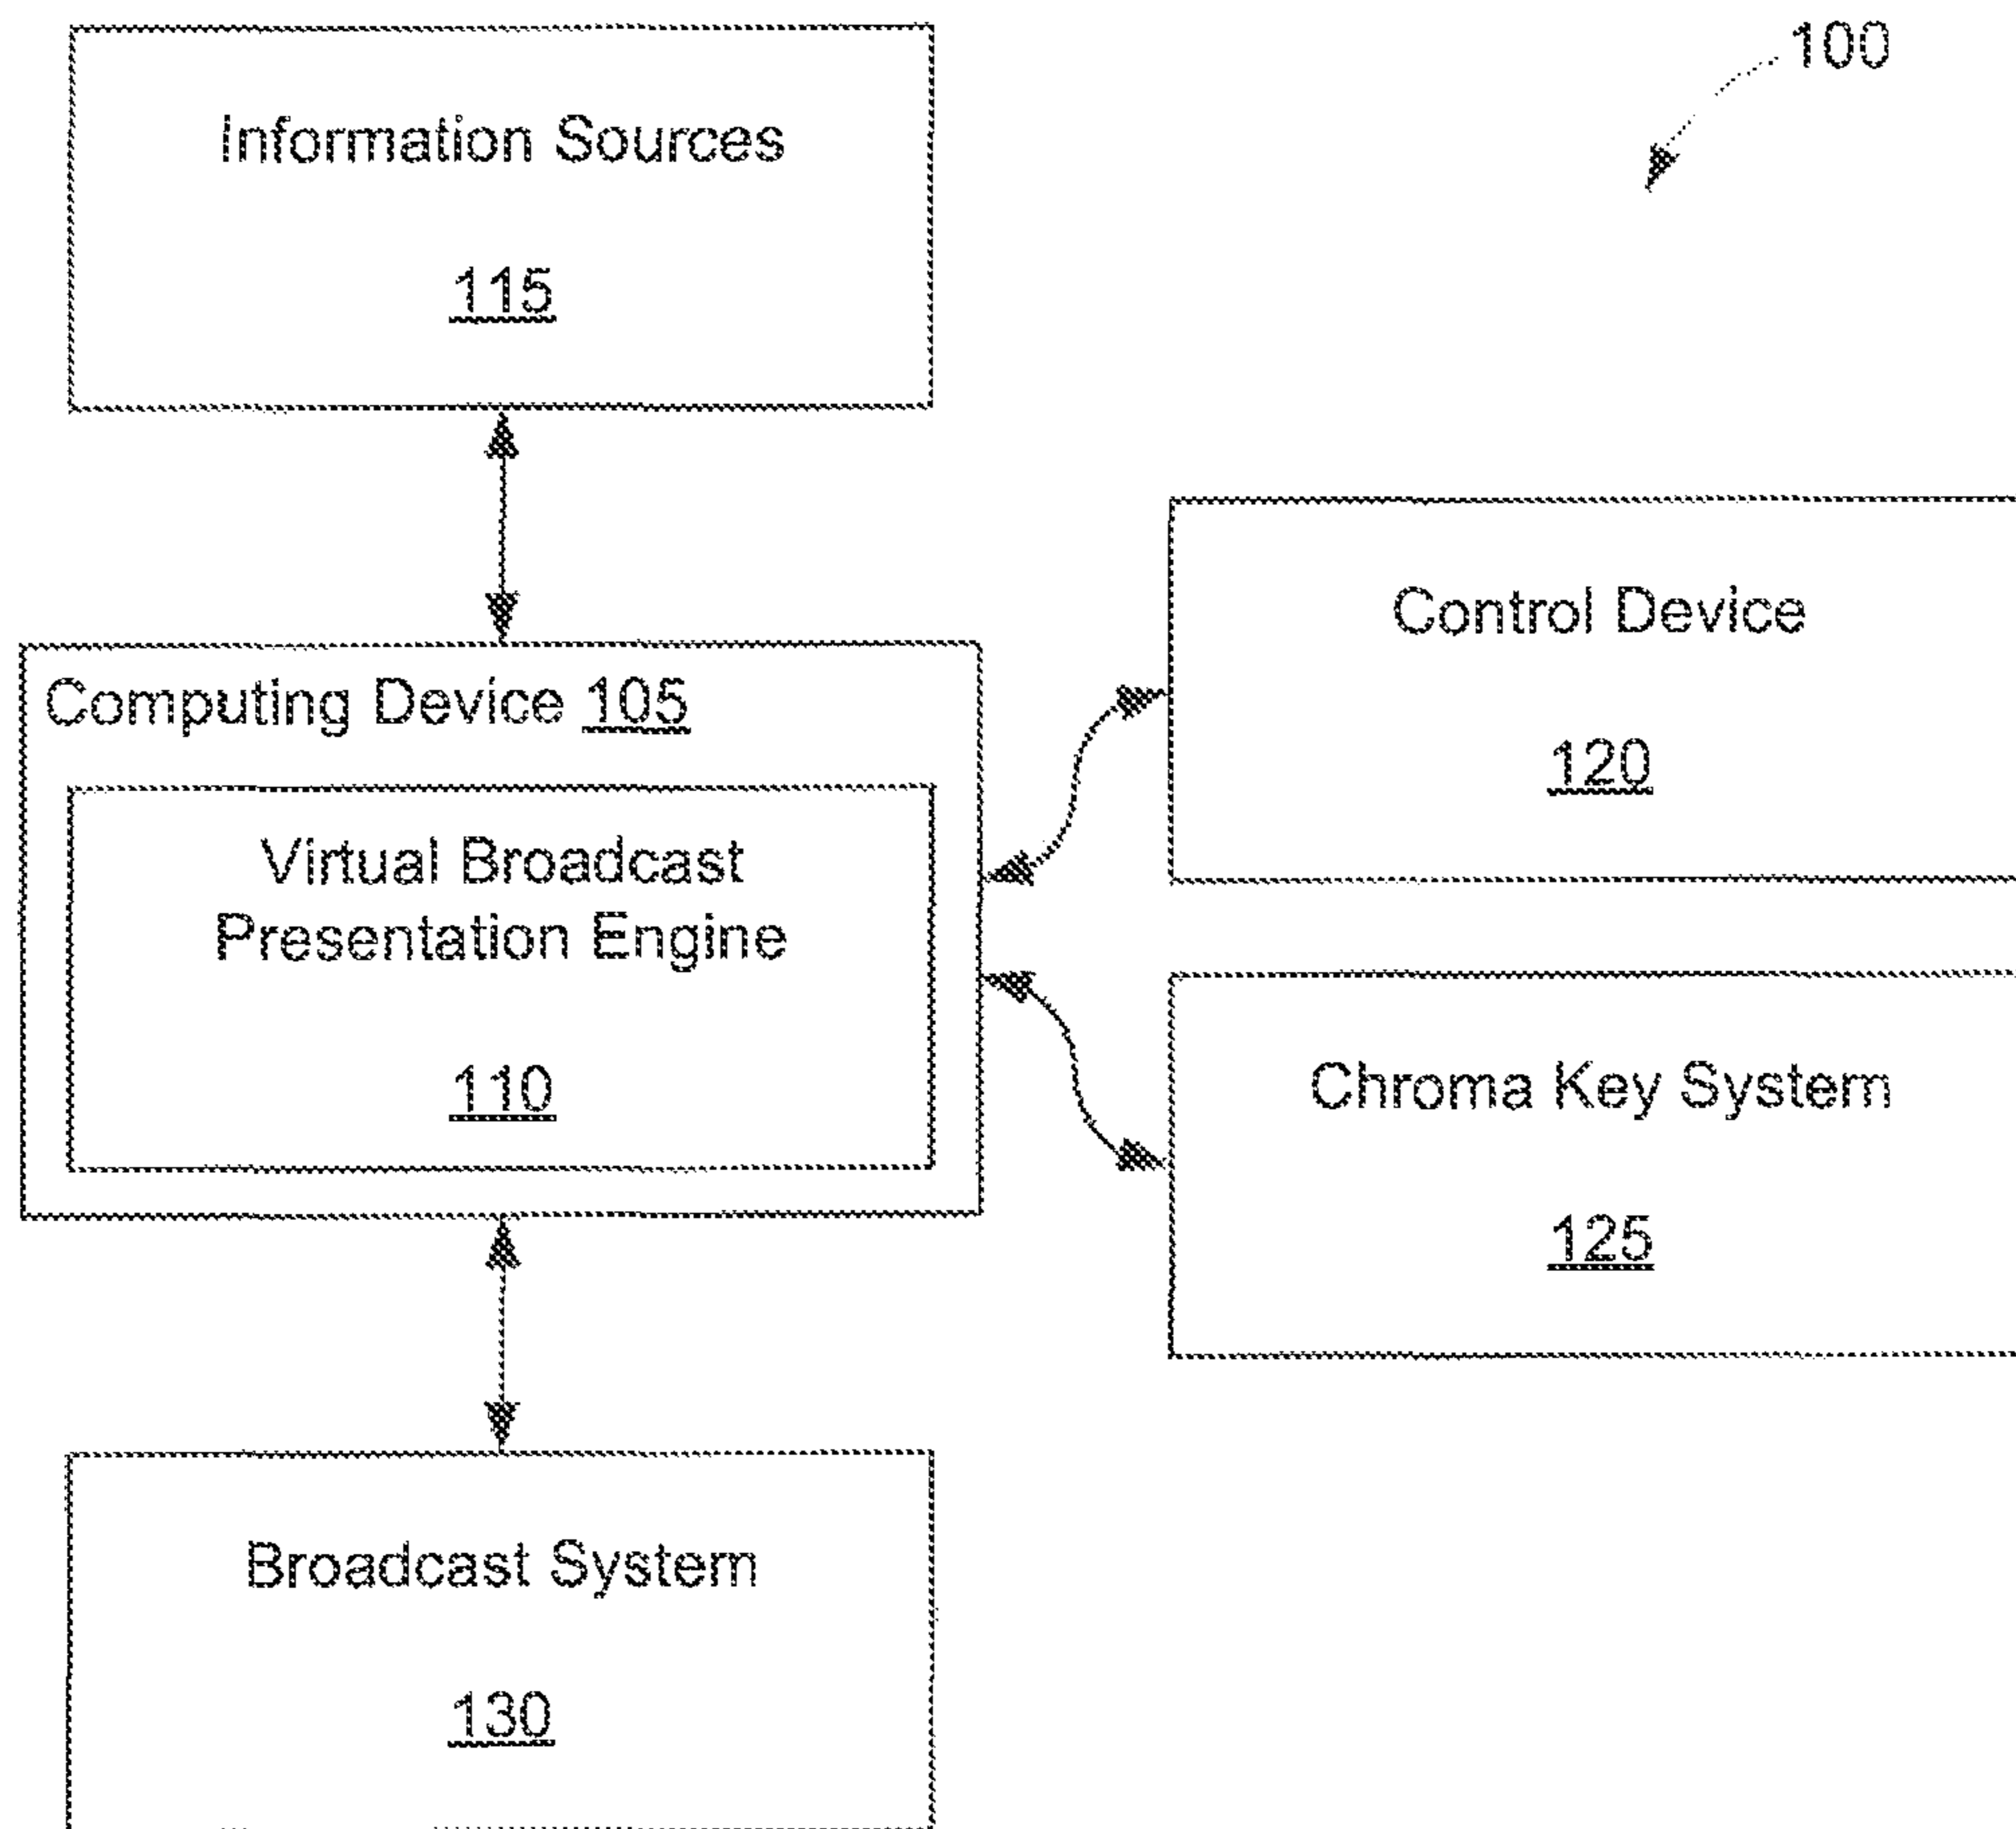 100
Information Sources
115
Computing Device 105
Virtual Broadcast
Presentation Engine
110
Control Device
120
Chroma Key System
125
Broadcast System
130